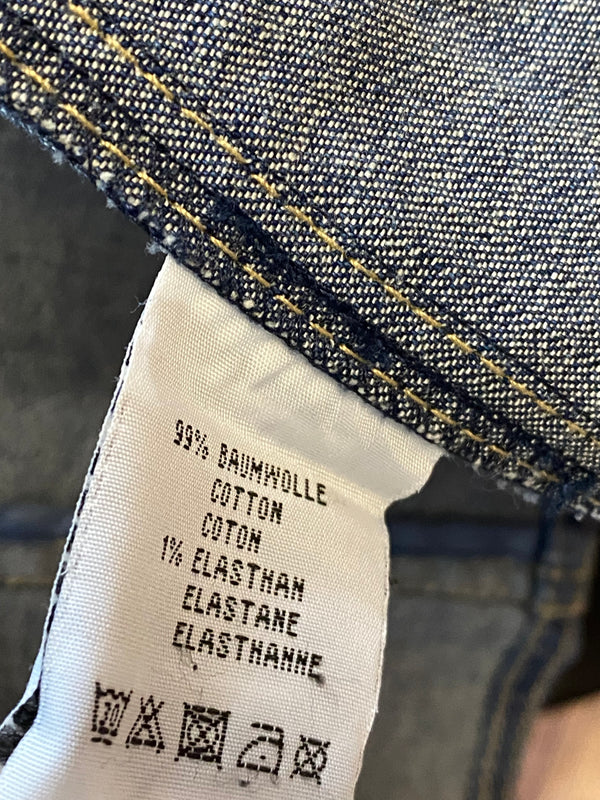 99% BAUMWOLLE
COTTON
COTON
1% ELASTHAN
ELASTANE
ELASTHANNE